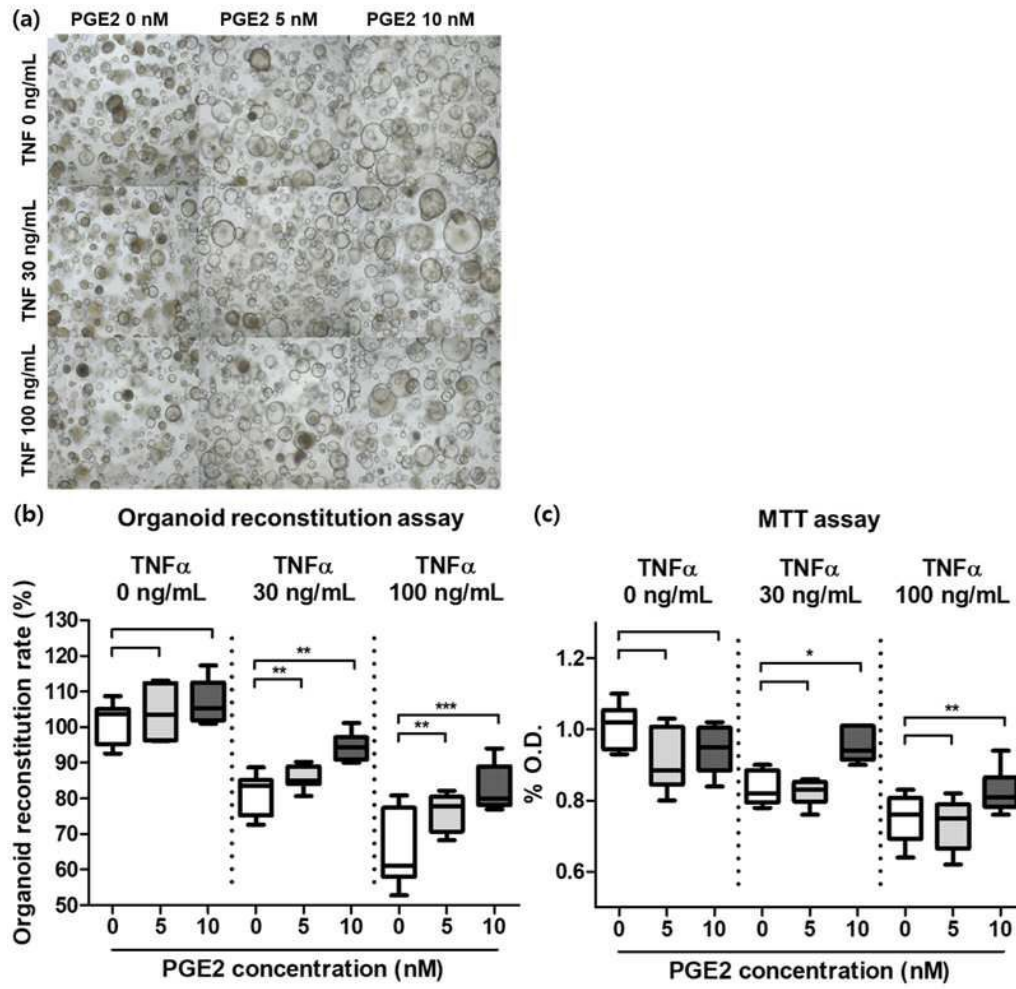 (a)
PGE2 0 nM PGE2 5 nM PGE2 10 nM
TNF 0 ng/mL
TNF 30 ng/mL
TNF 100 ng/mL
(b) Organoid reconstitution assay
TNFα TNFα TNFα
0 ng/mL 30 ng/mL 100 ng/mL
Organoid reconstitution rate (%)
130
120
110
100
90
80
70
60
50
** **
*** **
0 5 10 0 5 10 0 5 10
PGE2 concentration (nM)
(c) MTT assay
TNFα TNFα TNFα
0 ng/mL 30 ng/mL 100 ng/mL
% O.D.
1.2
1.0
0.8
0.6
*
**
0 5 10 0 5 10 0 5 10
PGE2 concentration (nM)